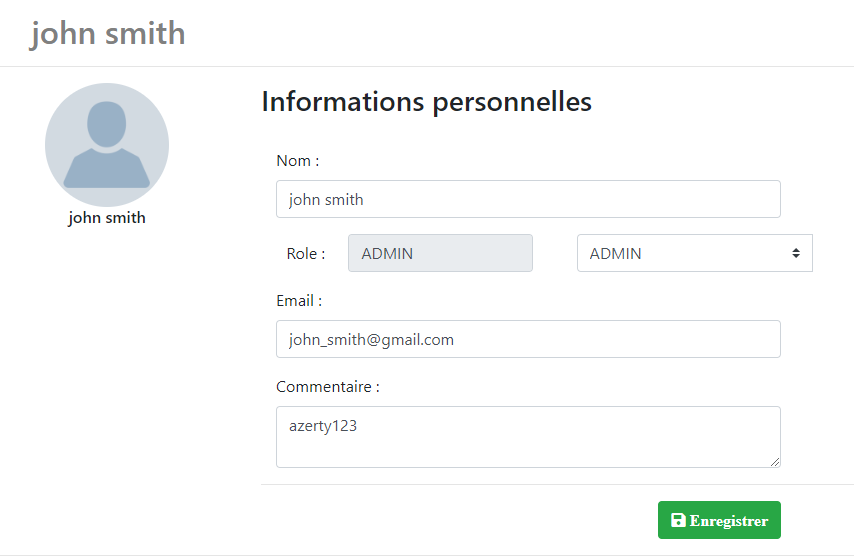 john smith
john smith
Informations personnelles
Nom :
john smith
Role : ADMIN ADMIN
Email :
john_smith@gmail.com
Commentaire :
azerty123
Enregistrer